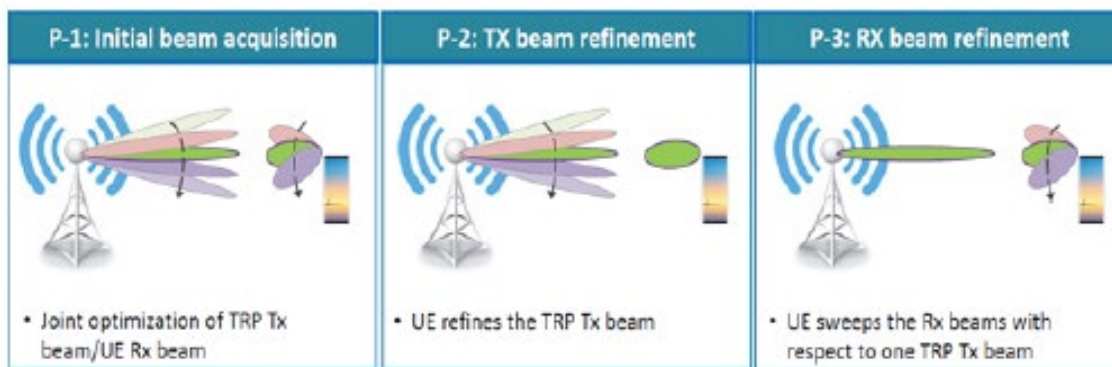 P-1: Initial beam acquisition
• Joint optimization of TRP Tx
beam/UE Rx beam
P-2: TX beam refinement
• UE refines the TRP Tx beam
P-3: RX beam refinement
• UE sweeps the Rx beams with
respect to one TRP Tx beam